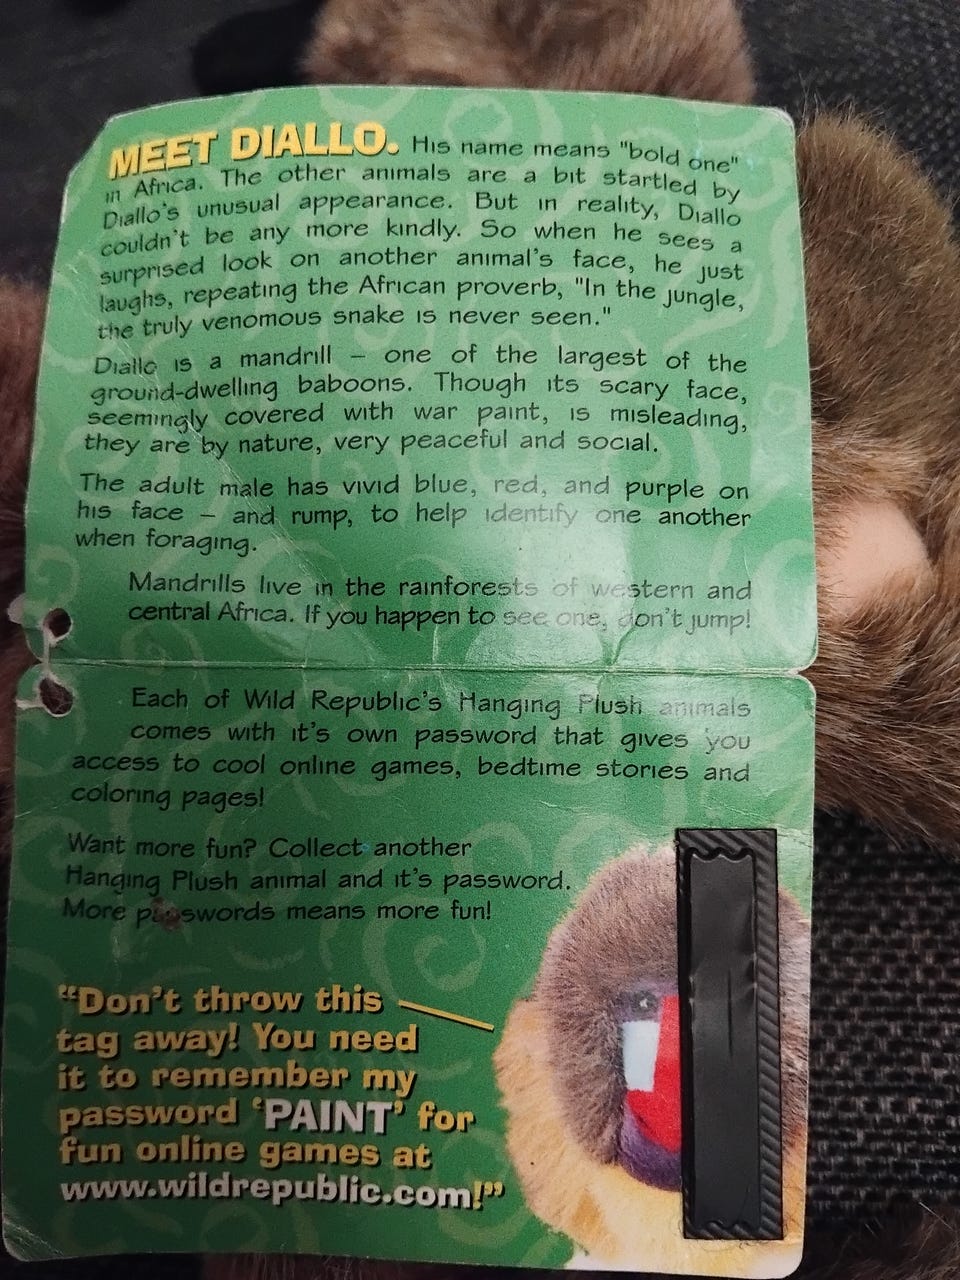 MEET DIALLO. His name means "bold one"
in Africa. The other animals are a bit startled by
Diallo's unusual appearance. But in reality, Diallo
couldn't be any more kindly. So when he sees a
surprised look on another animal's face, he just
laughs, repeating the African proverb, "In the jungle,
the truly venomous snake is never seen."
Diallo is a mandrill – one of the largest of the
ground-dwelling baboons. Though its scary face,
seemingly covered with war paint, is misleading,
they are by nature, very peaceful and social.
The adult male has vivid blue, red, and purple on
his face – and rump, to help identify one another
when foraging.
Mandrills live in the rainforests of western and
central Africa. If you happen to see one, don't jump!
Each of Wild Republic's Hanging Plush animals
comes with it's own password that gives you
access to cool online games, bedtime stories and
coloring pages!
Want more fun? Collect another
Hanging Plush animal and it's password.
More passwords means more fun!
"Don't throw this
tag away! You need
it to remember my
password 'PAINT' for
fun online games at
www.wildrepublic.com!"